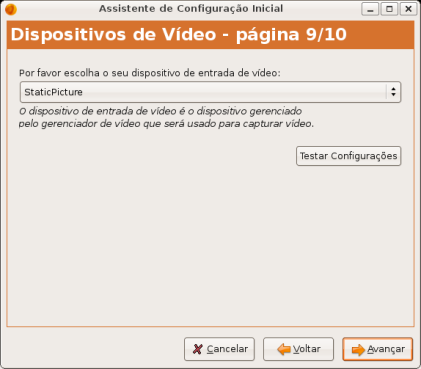 Assistente de Configuração Inicial
Dispositivos de Vídeo - página 9/10
Por favor escolha o seu dispositivo de entrada de vídeo:
StaticPicture
O dispositivo de entrada de vídeo é o dispositivo gerenciado
pelo gerenciador de vídeo que será usado para capturar vídeo.
Testar Configurações
Cancelar
Voltar
Avançar